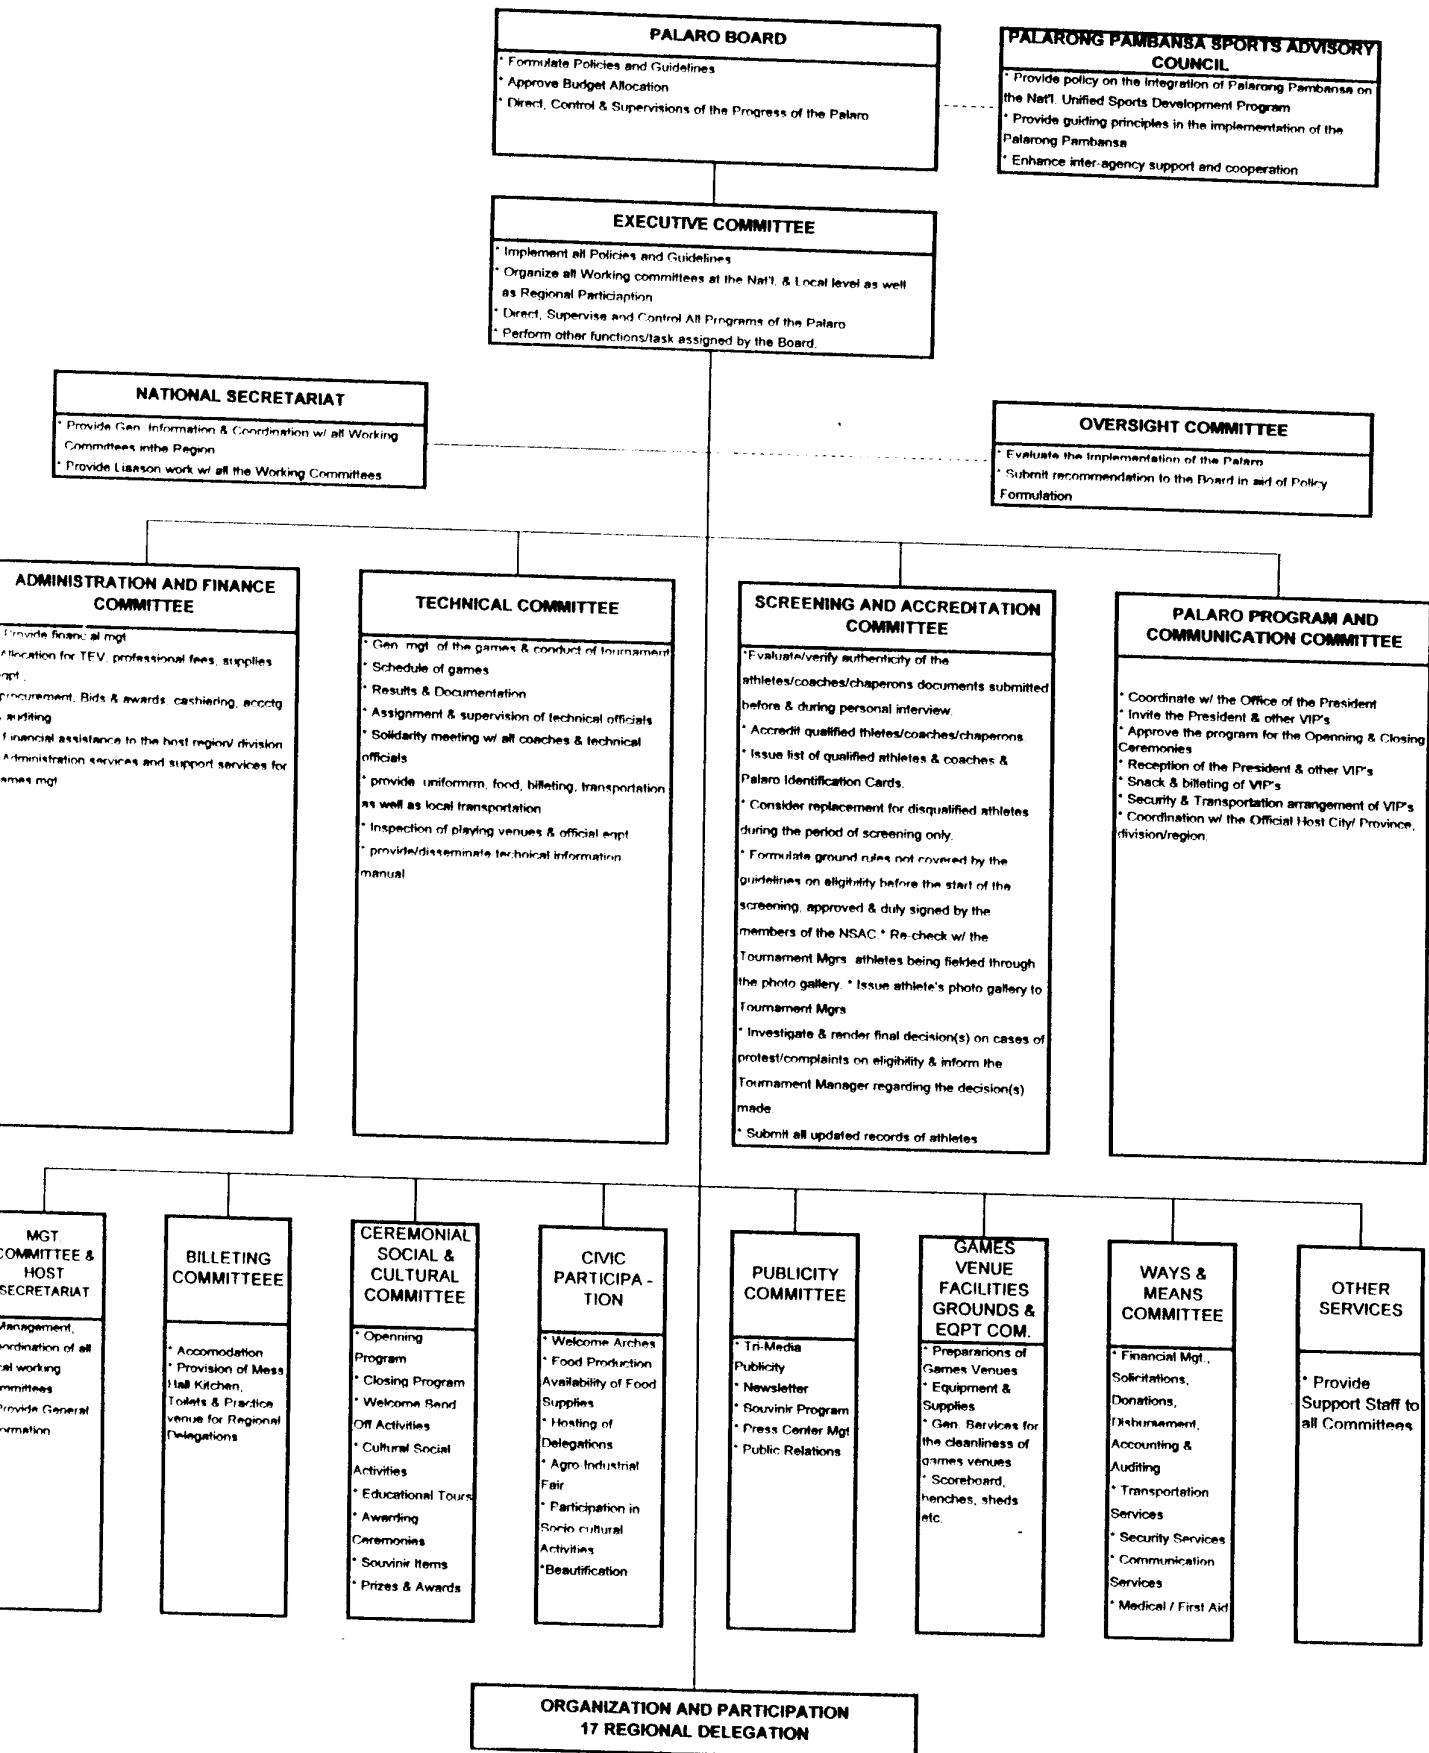 PALARO BOARD
* Formulate Policies and Guidelines
* Approve Budget Allocation
* Direct, Control & Supervisions of the Progress of the Palaro
PALARONG PAMBANSA SPORTS ADVISORY
COUNCIL
* Provide policy on the integration of Palarong Pambansa on
the Nat'l. Unified Sports Development Program
* Provide guiding principles in the implementation of the
Palarong Pambansa
* Enhance inter-agency support and cooperation
EXECUTIVE COMMITTEE
* Implement all Policies and Guidelines
* Organize all Working committees at the Nat'l, & Local level as well
as Regional Particiaption
* Direct, Supervise and Control All Programs of the Palaro
* Perform other functions/task assigned by the Board.
NATIONAL SECRETARIAT
* Provide Gen. Information & Coordination w/ all Working
Committees inthe Region
* Provide Liaason work w/ all the Working Committees
OVERSIGHT COMMITTEE
* Evaluate the Implementation of the Palaro
* Submit recommendation to the Board in aid of Policy
Formulation
ADMINISTRATION AND FINANCE
COMMITTEE
Provide financial mgt
Allocation for TEV, professional fees, supplies
eqpt.,
procurement, Bids & awards, cashiering, acctg
auditing
Financial assistance to the host region/ division
Administration services and support services for
games mgt
TECHNICAL COMMITTEE
* Gen. mgt. of the games & conduct of tournament
* Schedule of games
* Results & Documentation
* Assignment & supervision of technical officials
* Solidarity meeting w/ all coaches & technical
officials
* provide uniformrm, food, billeting, transportation
as well as local transportation
* Inspection of playing venues & official eqpt
* provide/disseminate technical information
manual
SCREENING AND ACCREDITATION
COMMITTEE
*Evaluate/verify authenticity of the
athletes/coaches/chaperons documents submitted
before & during personal interview.
* Accredit qualified thletes/coaches/chaperons.
* Issue list of qualified athletes & coaches &
Palaro Identification Cards.
* Consider replacement for disqualified athletes
during the period of screening only.
* Formulate ground rules not covered by the
guidelines on eligibility before the start of the
screening, approved & duly signed by the
members of the NSAC.* Re-check w/ the
Tournament Mgrs athletes being fielded through
the photo gallery. * Issue athlete's photo gallery to
Tournament Mgrs
* Investigate & render final decision(s) on cases of
protest/complaints on eligibility & inform the
Tournament Manager regarding the decision(s)
made.
* Submit all updated records of athletes
PALARO PROGRAM AND
COMMUNICATION COMMITTEE
* Coordinate w/ the Office of the President
* Invite the President & other VIP's
* Approve the program for the Openning & Closing
Ceremonies
* Reception of the President & other VIP's
* Snack & billeting of VIP's
* Security & Transportation arrangement of VIP's
* Coordination w/ the Official Host City/ Province,
division/region.
MGT.
COMMITTEE &
HOST
SECRETARIAT
Management,
ordination of all
al working
mmittees
Provide General
ormation
BILLETING
COMMITTEEE
* Accomodation
* Provision of Mess
Hall Kitchen,
Toilets & Practice
venue for Regional
Delegations
CEREMONIAL
SOCIAL &
CULTURAL
COMMITTEE
* Openning
Program
* Closing Program
* Welcome Send
Off Activities
* Cultural Social
Activities
* Educational Tours
* Awarding
Ceremonies
* Souvinir Items
* Prizes & Awards
CIVIC
PARTICIPA -
TION
* Welcome Arches
* Food Production
Availability of Food
Supplies
* Hosting of
Delegations
* Agro-Industrial
Fair
* Participation in
Socio cultural
Activities
*Beautification
PUBLICITY
COMMITTEE
* Tri-Media
Publicity
* Newsletter
* Souvinir Program
* Press Center Mgt
* Public Relations
GAMES
VENUE
FACILITIES
GROUNDS &
EQPT COM.
* Prepararions of
Games Venues
* Equipment &
Supplies
* Gen. Services for
the cleanliness of
games venues
* Scoreboard,
benches, sheds
etc.
WAYS &
MEANS
COMMITTEE
* Financial Mgt.,
Solicitations,
Donations,
Disbursement,
Accounting &
Auditing
* Transportation
Services
* Security Services
* Communication
Services
* Medical / First Aid
OTHER
SERVICES
* Provide
Support Staff to
all Committees
ORGANIZATION AND PARTICIPATION
17 REGIONAL DELEGATION